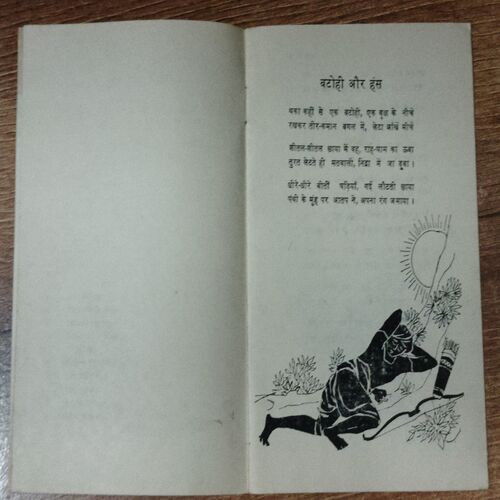 बटोही और हंस
थका कहीं से एक बटोही, एक वृक्ष के नीचे
रखकर तीर-कमान बगल में, लेटा आँखें मीचे
शीतल-शीतल छाया में वह, राह-घाम का ऊबा
तुरत लेटते ही मतवाली, निद्रा में जा डूबा।
धीरे-धीरे बीतीं घड़ियाँ, गई लौटती छाया
पंथी के मुंह पर आतप ने, अपना रंग जमाया।